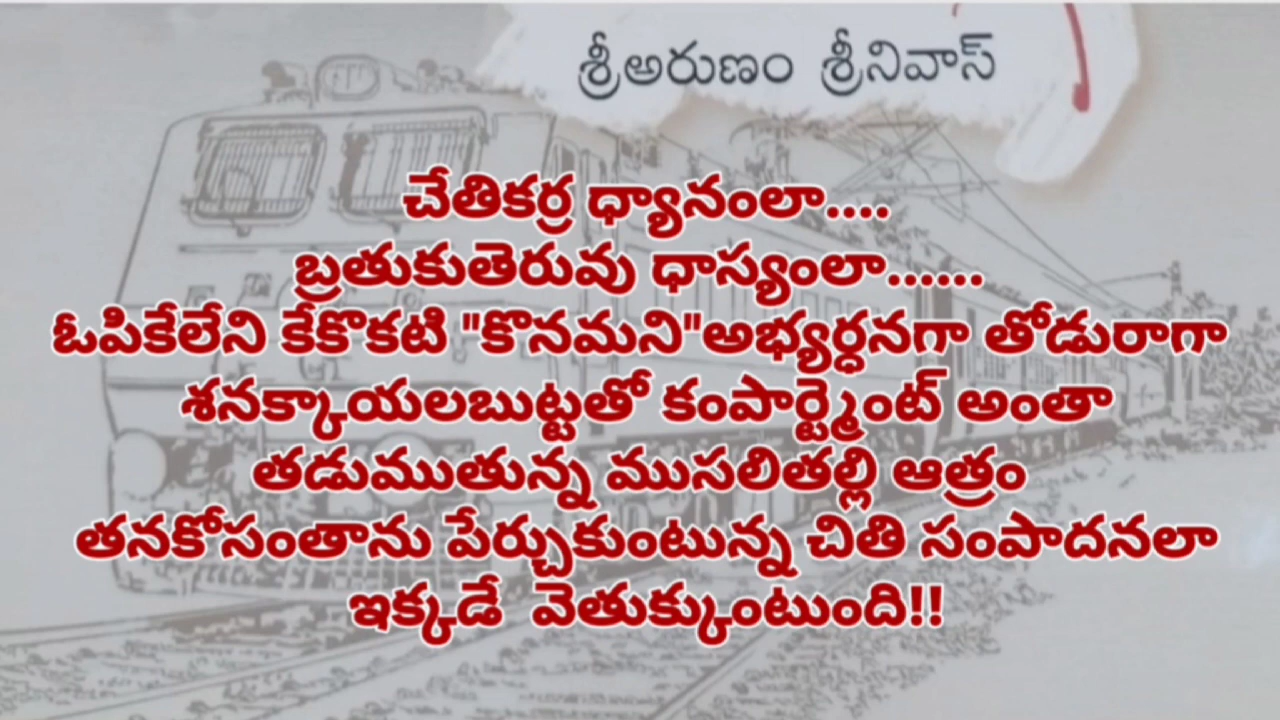 శ్రీఅరుణం శ్రీనివాస్
చేతికర్ర ధ్యానంలా....
బ్రతుకుతెరువు ధాస్యంలా......
ఓపికేలేని కేకొకటి "కొనమని"అభ్యర్ధనగా తోడురాగా
శనక్కాయలబుట్టతో కంపార్ట్మెంట్ అంతా
తడుముతున్న ముసలితల్లి ఆత్రం
తనకోసంతాను పేర్చుకుంటున్న చితి సంపాదనలా
ఇక్కడే వెతుక్కుంటుంది!!